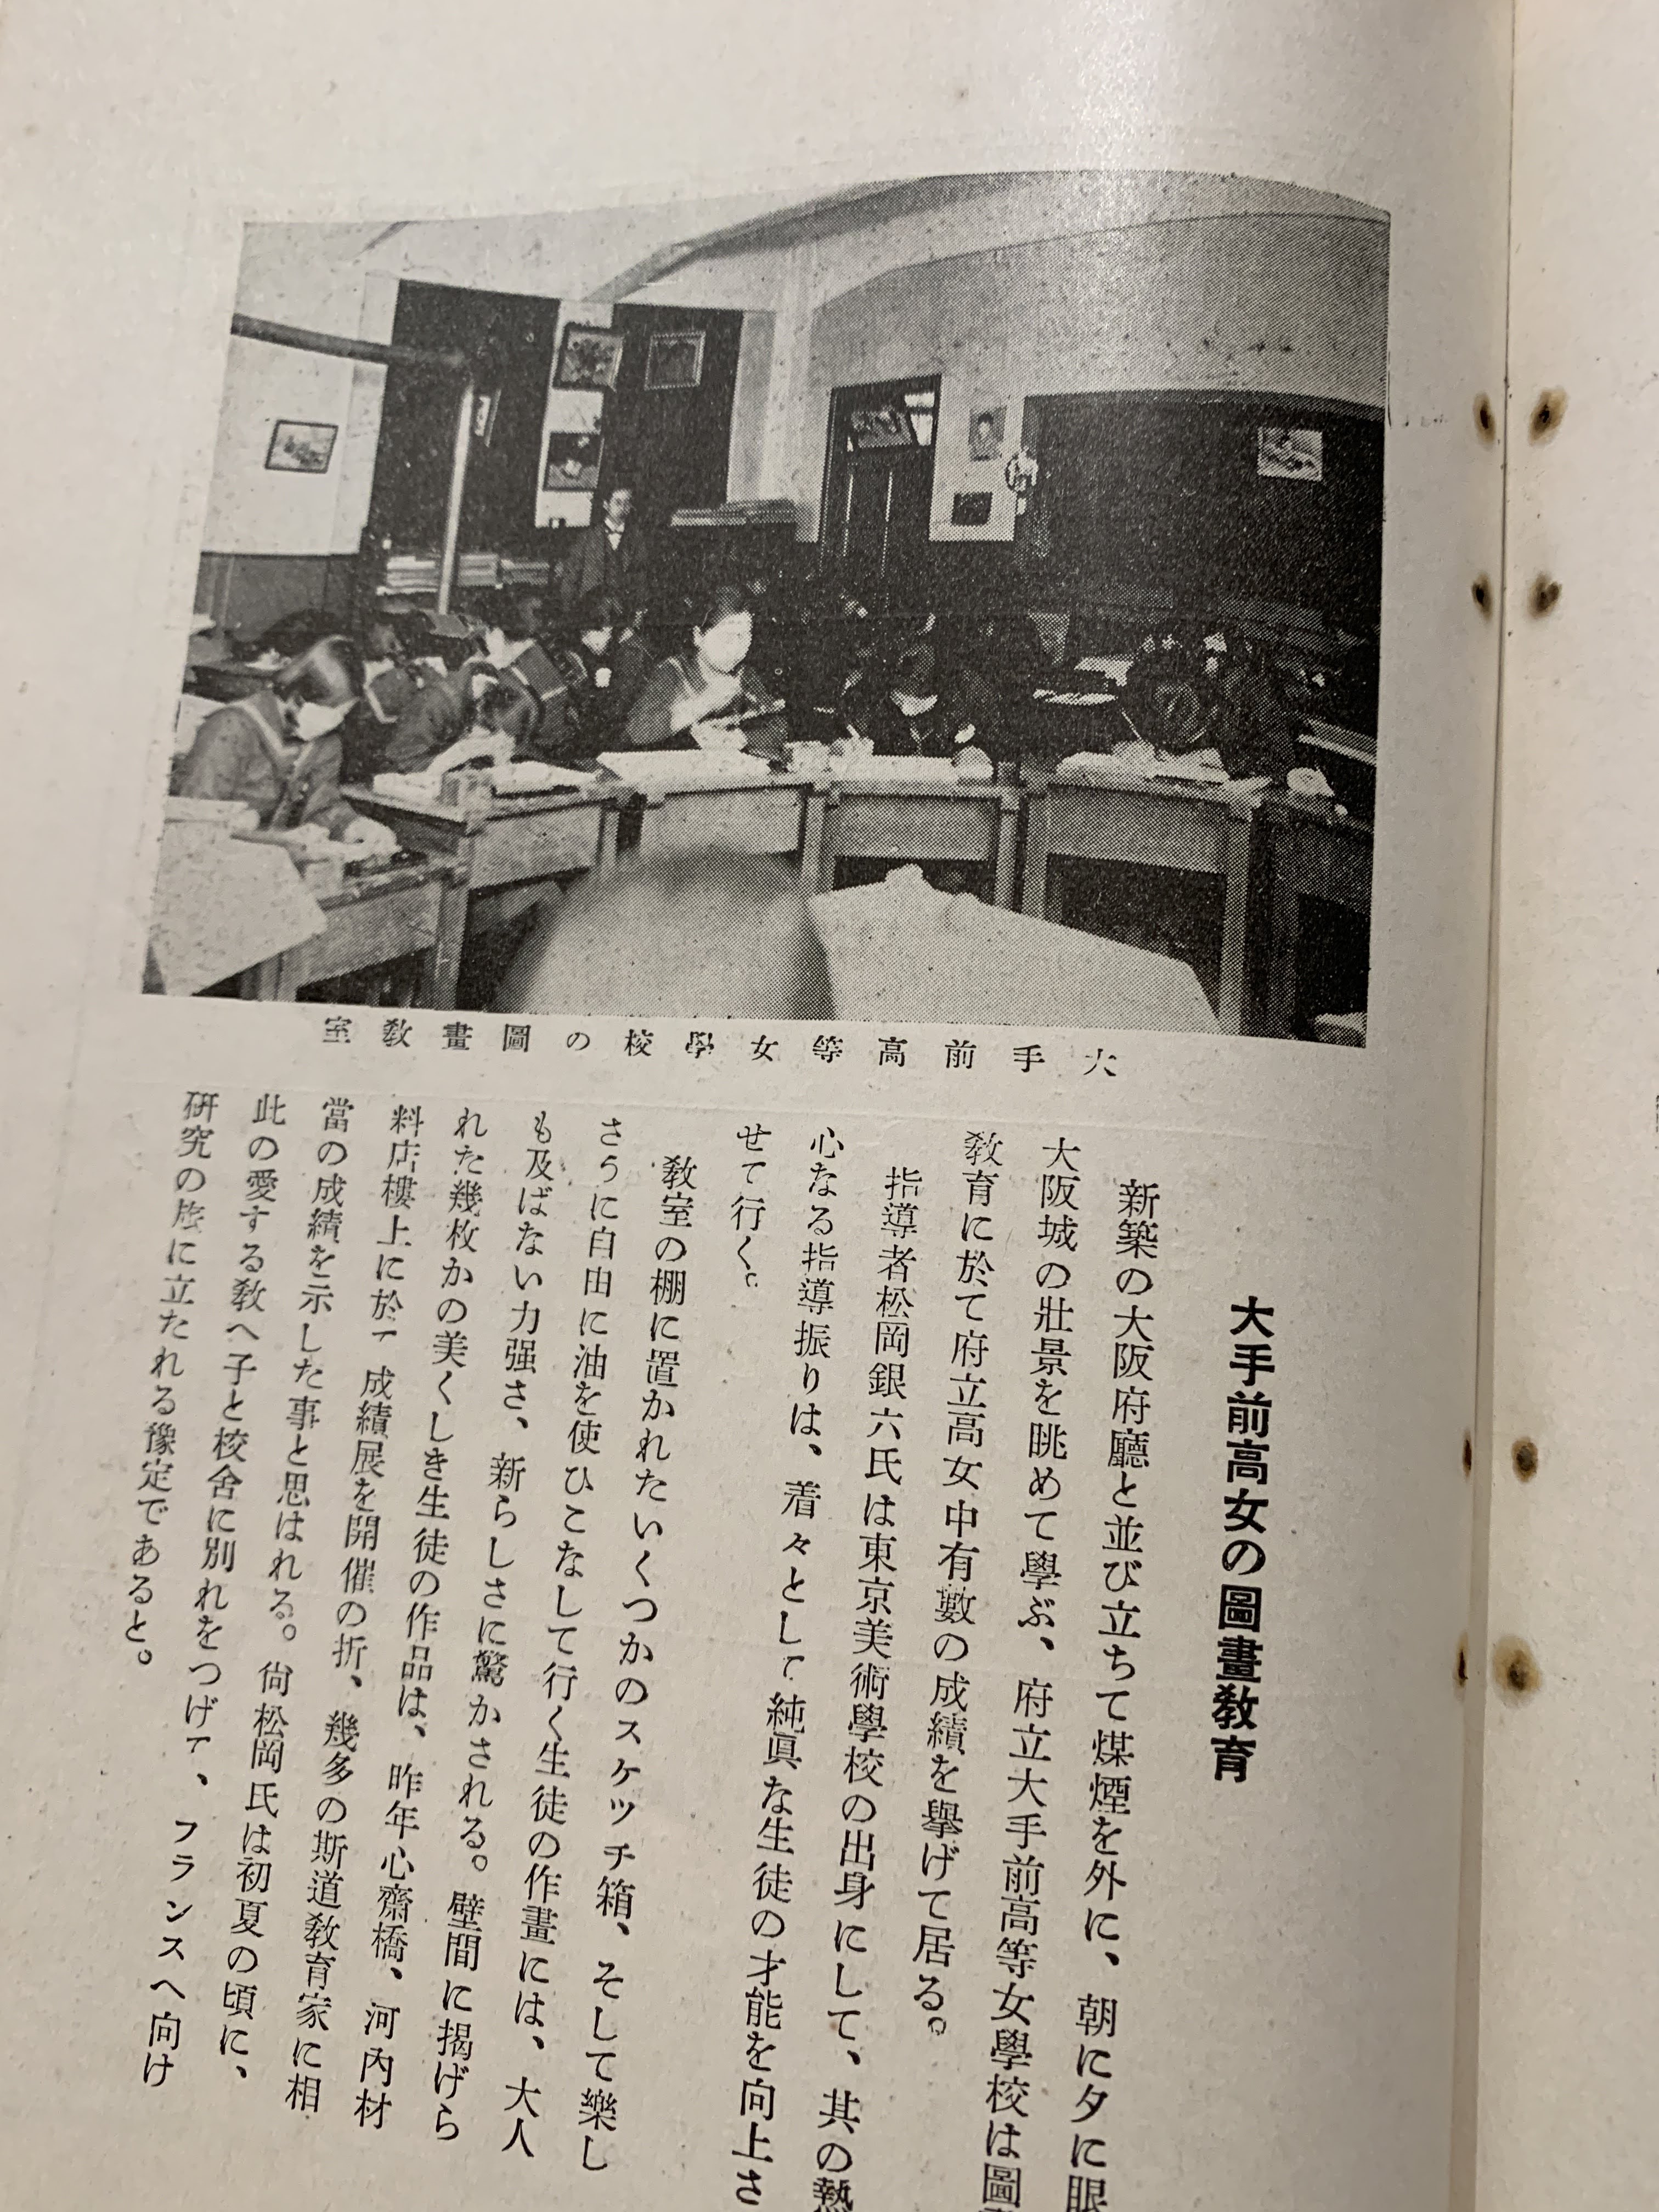 大手前高等女學校の圖畫教室
大手前高女の圖畫教育
新築の大阪府廳と並び立ちて煤煙を外に、朝に夕に眼
大阪城の壯景を眺めて學ぶ、府立大手前高等女學校は圖
教育に於て府立高女中有數の成績を擧げて居る。
指導者松岡銀六氏は東京美術學校の出身にして、其の熱
心なる指導振りは、着々として純眞な生徒の才能を向上さ
せて行く。
教室の棚に置かれたいくつかのスケツチ箱、そして樂し
さうに自由に油を使ひこなして行く生徒の作畫には、大人
も及ばない力强さ、新らしさに驚かされる。壁間に揭げら
れた幾枚かの美くしき生徒の作品は、昨年心齋橋、河內材
料店樓上に於て成績展を開催の折、幾多の斯道教育家に相
當の成績を示した事と思はれる。尙松岡氏は初夏の頃に、
此の愛する教へ子と校舍に別れをつげて、フランスへ向け
硏究の旅に立たれる豫定であると。